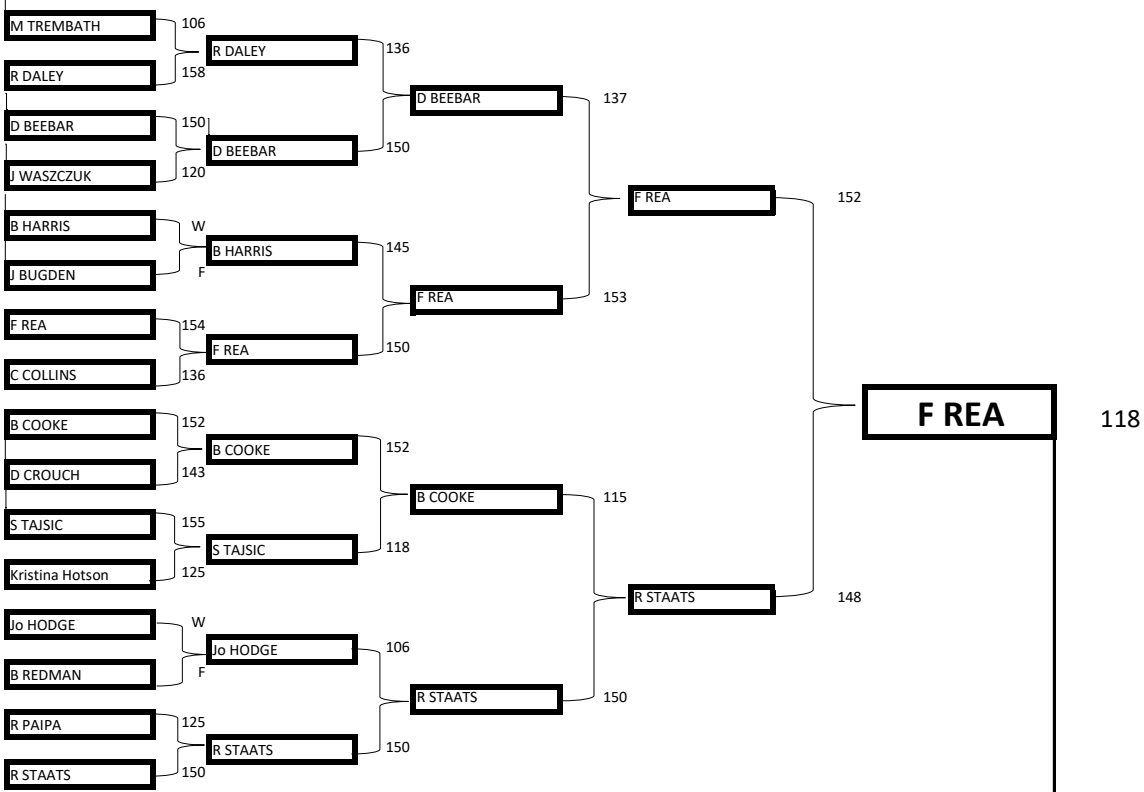 M TREMBATH 106
R DALEY 136
R DALEY 158
D BEEBAR 137
D BEEBAR 150
D BEEBAR 150
J WASZCZUK 120
F REA 152
B HARRIS W
B HARRIS 145
J BUGDEN F
F REA 153
F REA 154
F REA 150
C COLLINS 136
F REA 118
B COOKE 152
B COOKE 152
D CROUCH 143
B COOKE 115
S TAJSIC 155
S TAJSIC 118
Kristina Hotson 125
R STAATS 148
Jo HODGE W
Jo HODGE 106
B REDMAN F
R STAATS 150
R PAIPA 125
R STAATS 150
R STAATS 150